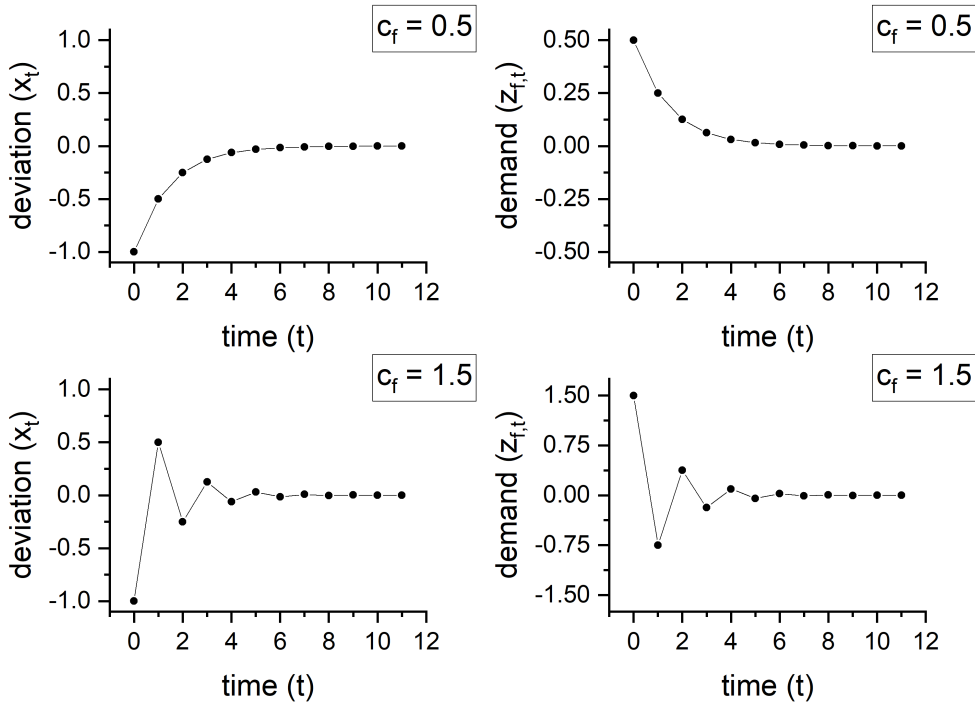 c_f = 0.5
deviation (x_t)
1.0
0.5
0.0
-0.5
-1.0
0 2 4 6 8 10 12
time (t)
c_f = 0.5
demand (z_{f,t})
0.50
0.25
0.00
-0.25
-0.50
0 2 4 6 8 10 12
time (t)
c_f = 1.5
deviation (x_t)
1.0
0.5
0.0
-0.5
-1.0
0 2 4 6 8 10 12
time (t)
c_f = 1.5
demand (z_{f,t})
1.50
0.75
0.00
-0.75
-1.50
0 2 4 6 8 10 12
time (t)